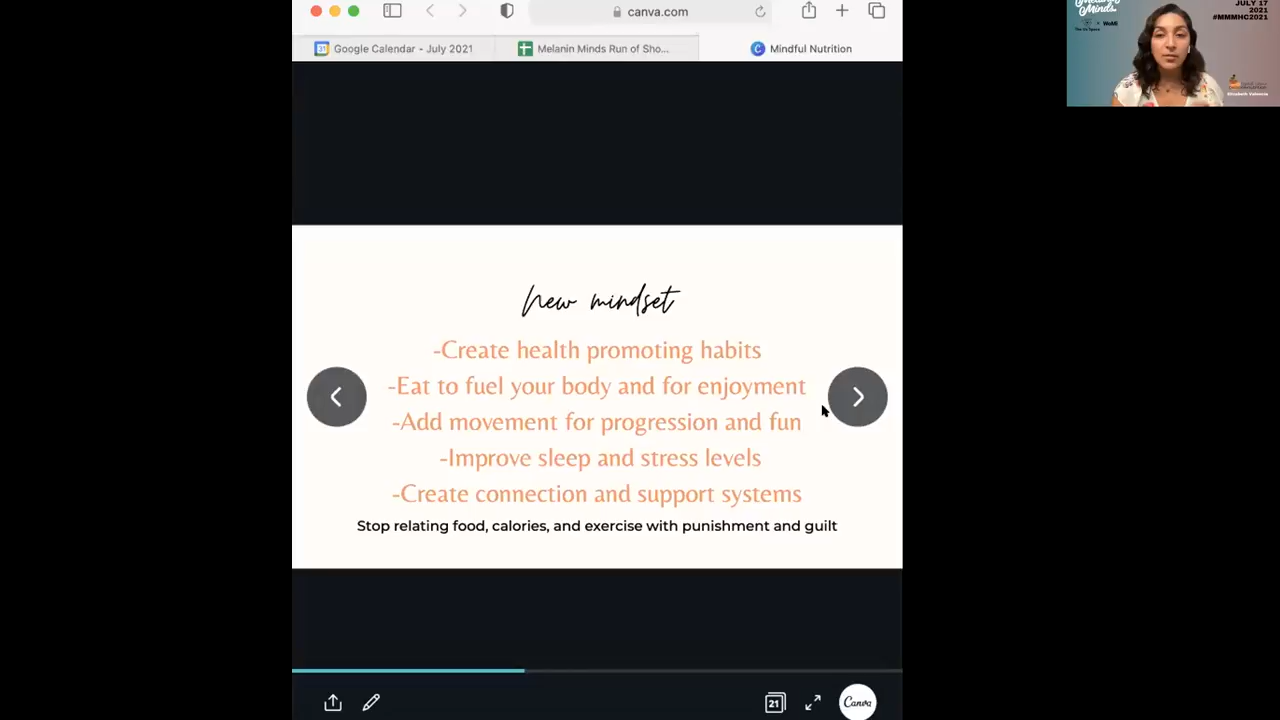 canva.com
Google Calendar - July 2021
Melanin Minds Run of Sho...
Mindful Nutrition
New mindset
-Create health promoting habits
-Eat to fuel your body and for enjoyment
-Add movement for progression and fun
-Improve sleep and stress levels
-Create connection and support systems
Stop relating food, calories, and exercise with punishment and guilt
21
Canva
Minds
JULY 17
2021
#MMMHC2021
Elizabeth Valencia